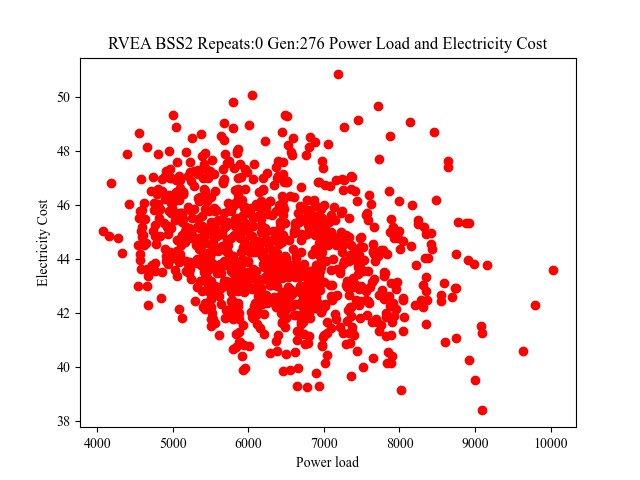 RVEA BSS2 Repeats:0 Gen:276 Power Load and Electricity Cost
50
48
46
44
42
40
38
Electricity Cost
4000 5000 6000 7000 8000 9000 10000
Power load